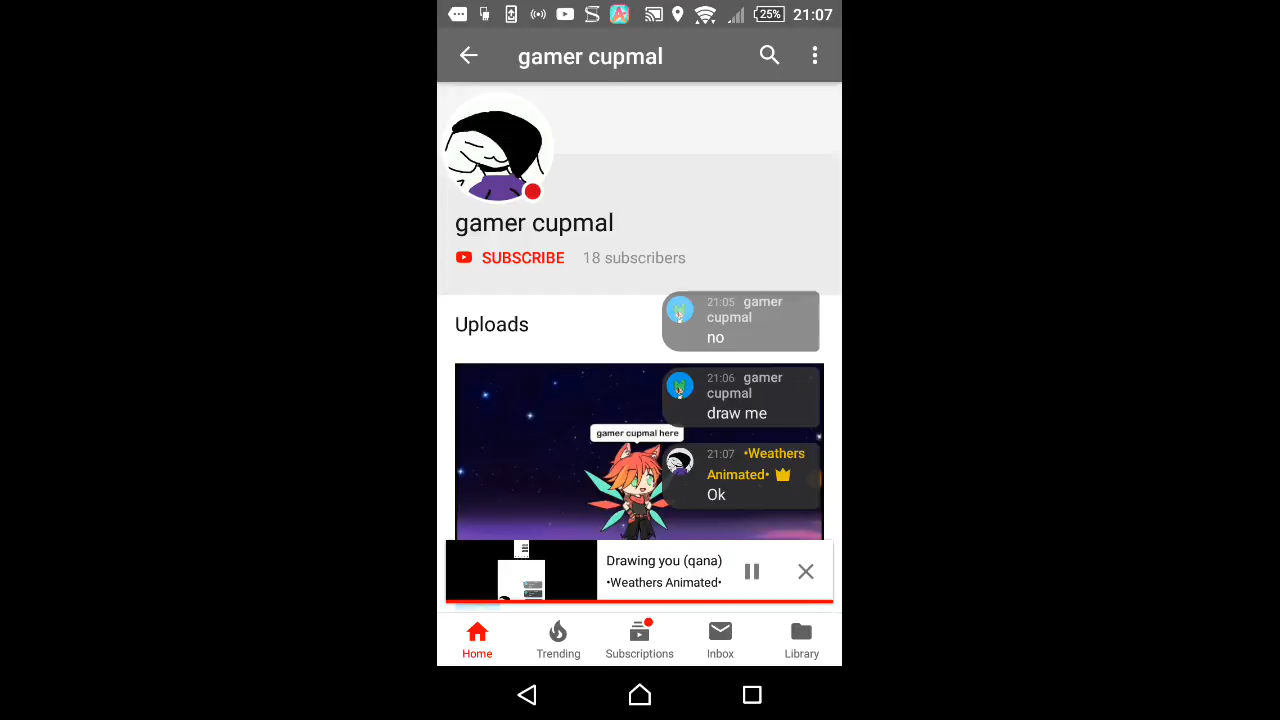 25% 21:07
gamer cupmal
gamer cupmal
SUBSCRIBE 18 subscribers
Uploads
21:05 gamer
cupmal
no
21:06 gamer
cupmal
draw me
gamer cupmal here
21:07 •Weathers
Animated•
Ok
Drawing you (qana)
•Weathers Animated•
Home Trending Subscriptions Inbox Library